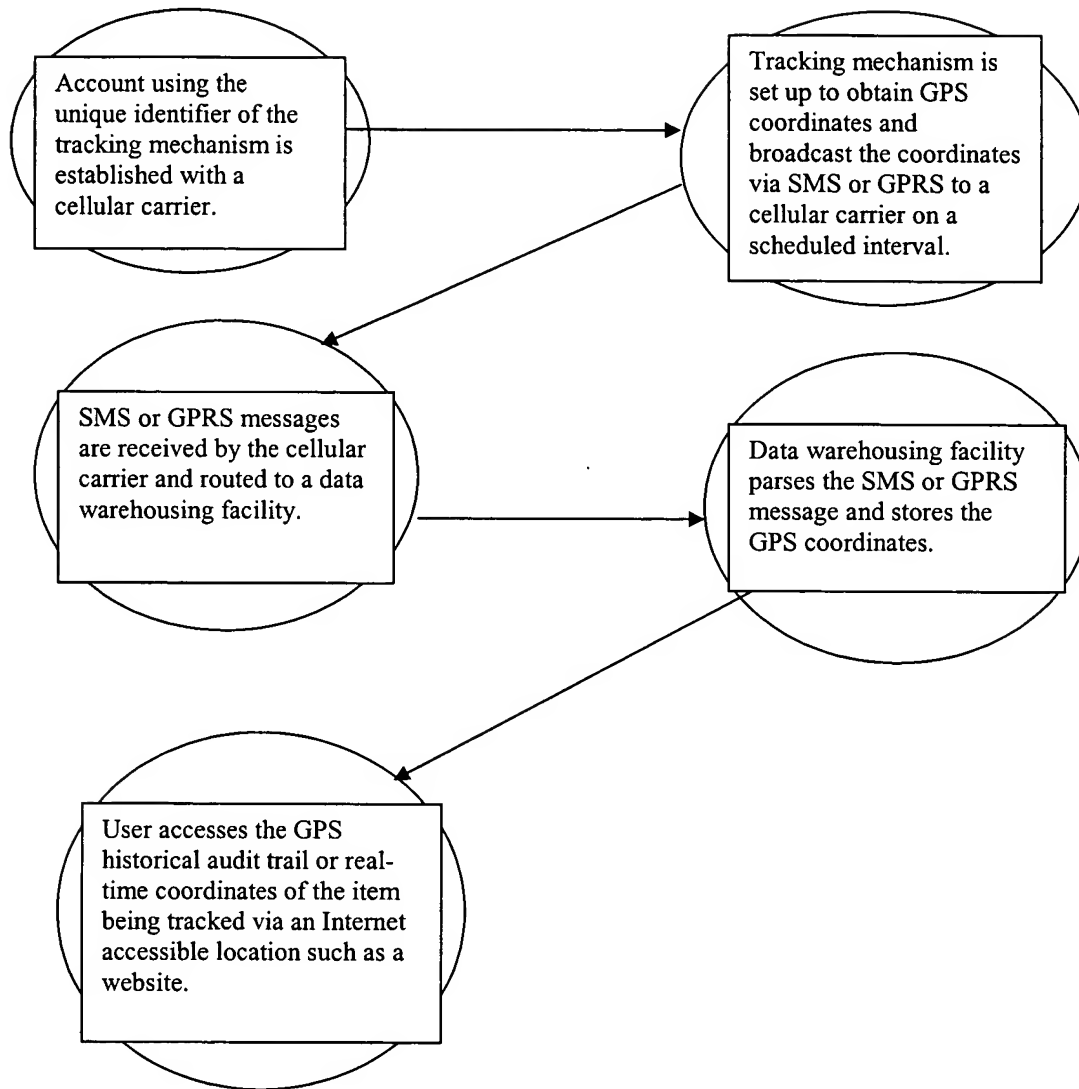 Account using the
unique identifier of the
tracking mechanism is
established with a
cellular carrier.
Tracking mechanism is
set up to obtain GPS
coordinates and
broadcast the coordinates
via SMS or GPRS to a
cellular carrier on a
scheduled interval.
SMS or GPRS messages
are received by the cellular
carrier and routed to a data
warehousing facility.
Data warehousing facility
parses the SMS or GPRS
message and stores the
GPS coordinates.
User accesses the GPS
historical audit trail or real-
time coordinates of the item
being tracked via an Internet
accessible location such as a
website.